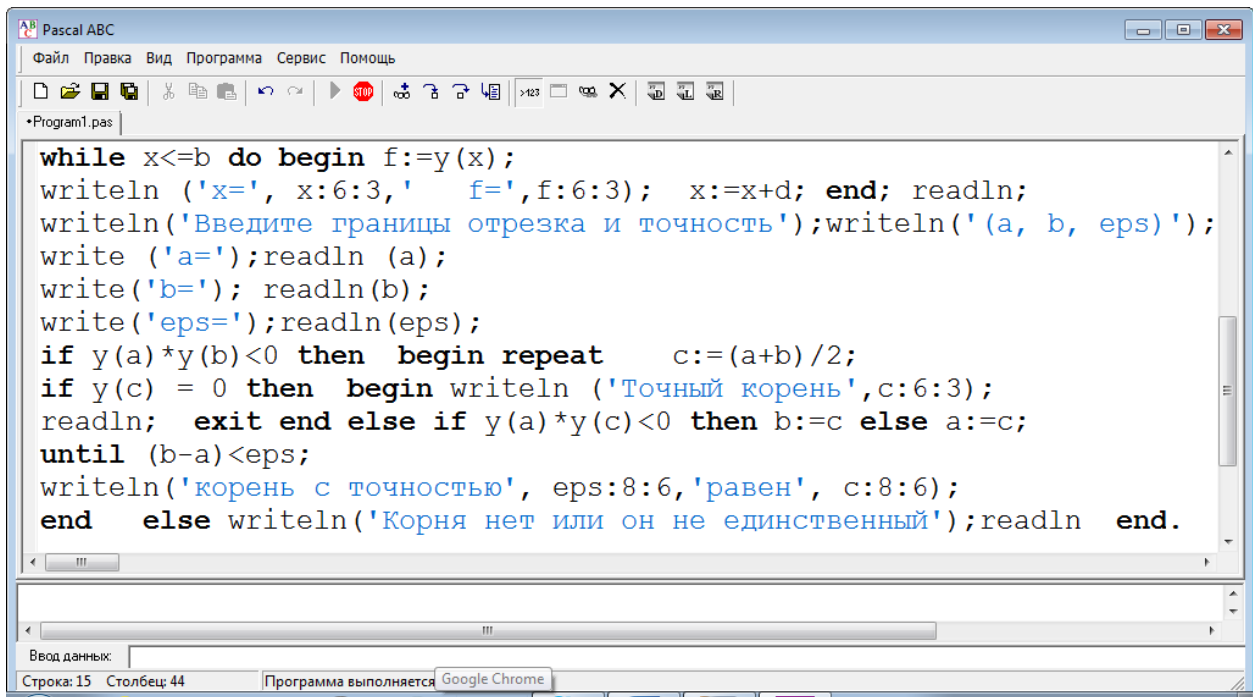 Pascal ABC
Файл Правка Вид Программа Сервис Помощь
•Program1.pas
while x<=b do begin f:=y(x);
writeln ('x=', x:6:3,'   f=',f:6:3);  x:=x+d; end; readln;
writeln('Введите границы отрезка и точность');writeln('(a, b, eps)');
write ('a=');readln (a);
write('b='); readln(b);
write('eps=');readln(eps);
if y(a)*y(b)<0 then  begin repeat    c:=(a+b)/2;
if y(c) = 0 then  begin writeln ('Точный корень',c:6:3);
readln;  exit end else if y(a)*y(c)<0 then b:=c else a:=c;
until (b-a)<eps;
writeln('корень с точностью', eps:8:6,'равен', c:8:6);
end   else writeln('Корня нет или он не единственный');readln  end.
Ввод данных:
Строка: 15 Столбец: 44 Программа выполняется Google Chrome